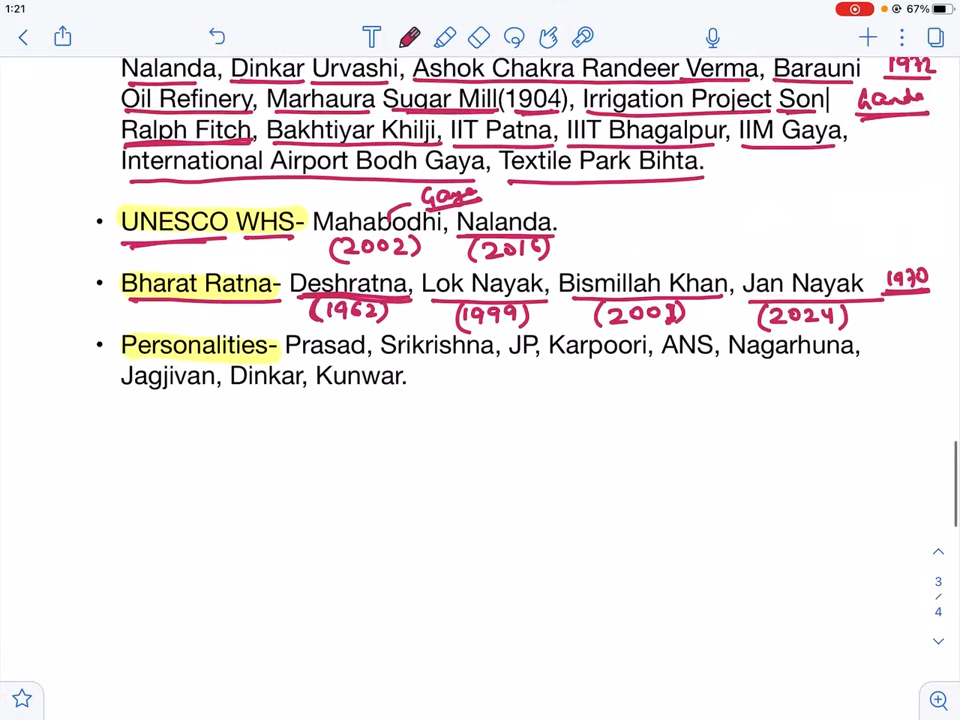 1:21 67%
Nalanda, Dinkar Urvashi, Ashok Chakra Randeer Verma, Barauni 1972
Oil Refinery, Marhaura Sugar Mill(1904), Irrigation Project Son|
Ralph Fitch, Bakhtiyar Khilji, IIT Patna, IIIT Bhagalpur, IIM Gaya,
International Airport Bodh Gaya, Textile Park Bihta.
Gaya
• UNESCO WHS- Mahabodhi, Nalanda.
(2002) (2016)
• Bharat Ratna- Deshratna, Lok Nayak, Bismillah Khan, Jan Nayak 1970
(1962) (1999) (2001) (2024)
• Personalities- Prasad, Srikrishna, JP, Karpoori, ANS, Nagarhuna,
Jagjivan, Dinkar, Kunwar.
3
/
4